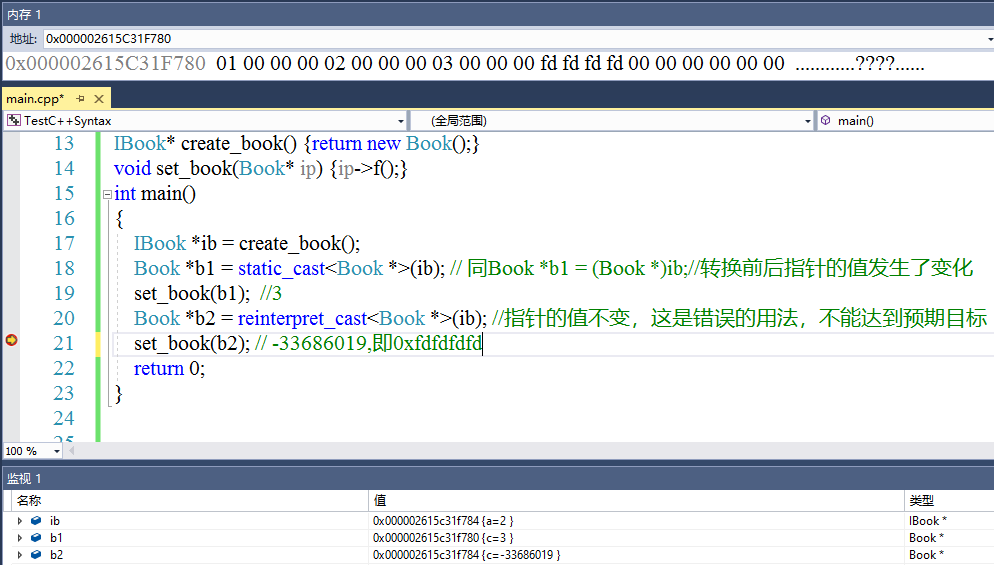 内存 1
地址: 0x000002615C31F780
0x000002615C31F780 01 00 00 00 02 00 00 00 03 00 00 00 fd fd fd fd 00 00 00 00 00 00 ............????......
main.cpp*
TestC++Syntax (全局范围) main()
13 IBook* create_book() {return new Book();}
14 void set_book(Book* ip) {ip->f();}
15 int main()
16 {
17 IBook *ib = create_book();
18 Book *b1 = static_cast<Book *>(ib); // 同Book *b1 = (Book *)ib;//转换前后指针的值发生了变化
19 set_book(b1); //3
20 Book *b2 = reinterpret_cast<Book *>(ib); //指针的值不变，这是错误的用法，不能达到预期目标
21 set_book(b2); // -33686019,即0xfdfdfdfd
22 return 0;
23 }
24
25
100 %
监视 1
名称 值 类型
ib 0x000002615c31f784 {a=2 } IBook *
b1 0x000002615c31f780 {c=3 } Book *
b2 0x000002615c31f784 {c=-33686019 } Book *